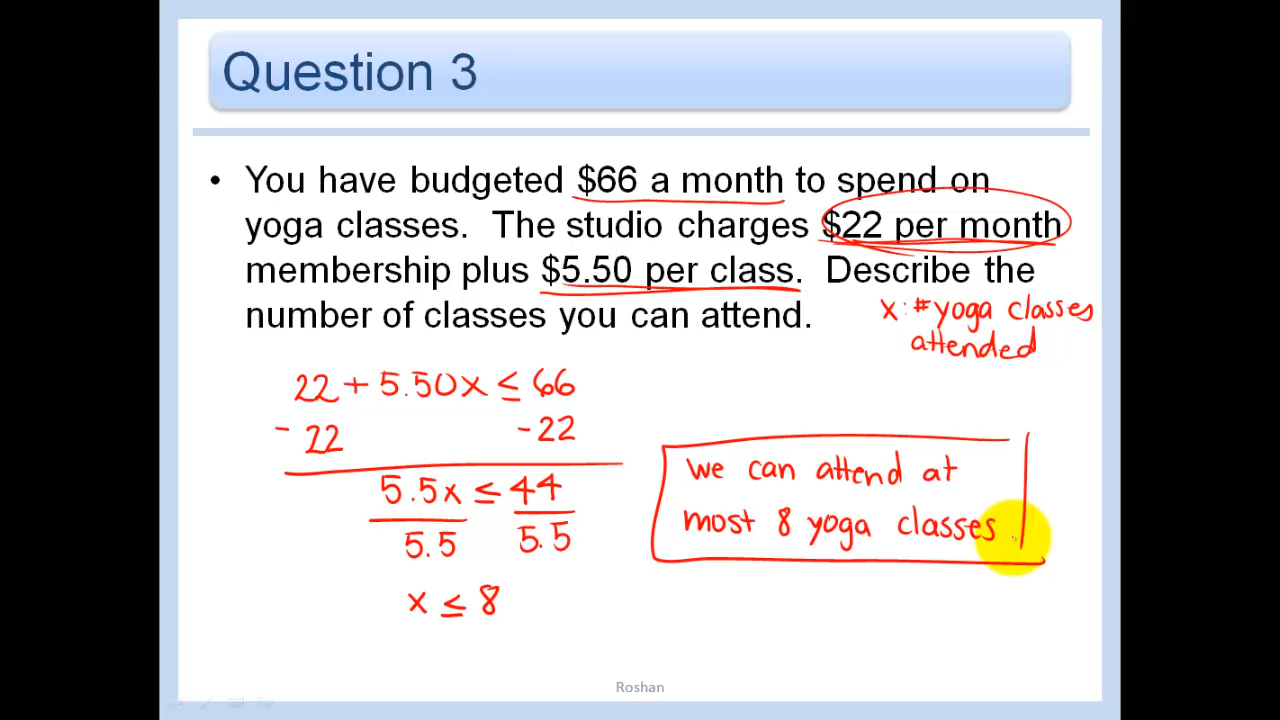 Question 3
• You have budgeted $66 a month to spend on
yoga classes. The studio charges $22 per month
membership plus $5.50 per class. Describe the
number of classes you can attend.
x: #yoga classes
attended
22 + 5.50x ≤ 66
- 22 -22
5.5x ≤ 44
5.5 5.5
x ≤ 8
we can attend at
most 8 yoga classes
Roshan